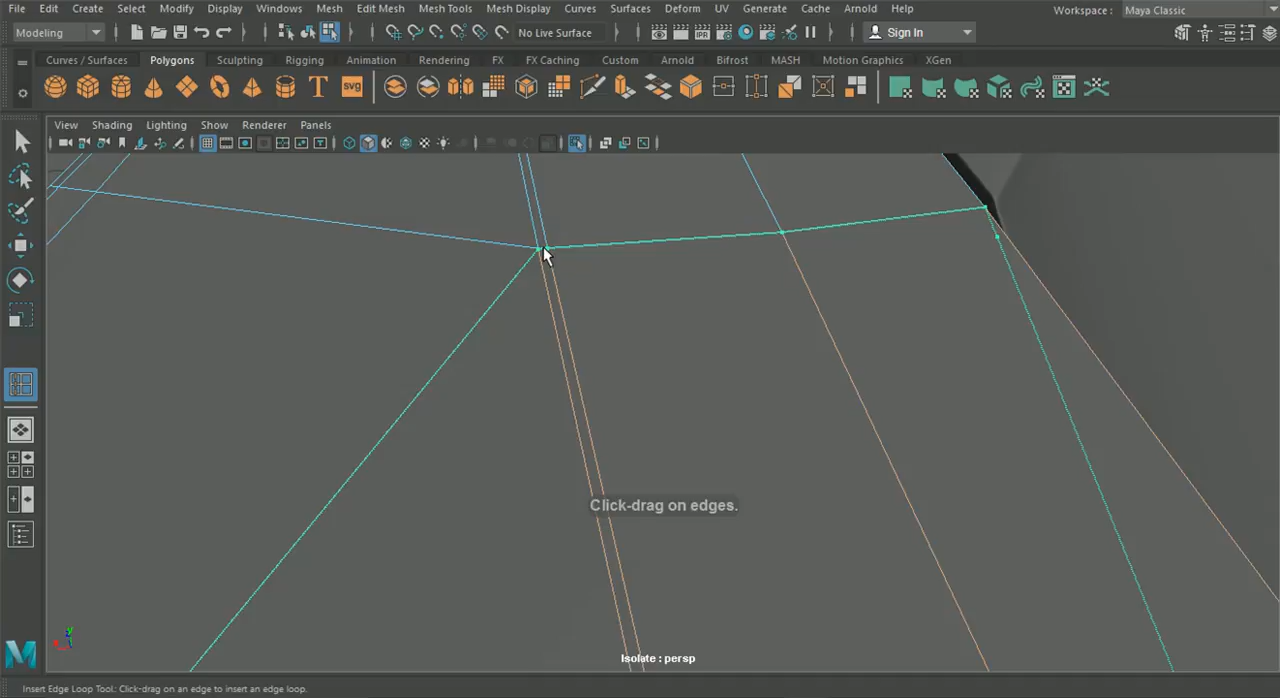 File Edit Create Select Modify Display Windows Mesh Edit Mesh Mesh Tools Mesh Display Curves Surfaces Deform UV Generate Cache Arnold Help Workspace : Maya Classic
Modeling No Live Surface Sign In
Curves / Surfaces Polygons Sculpting Rigging Animation Rendering FX FX Caching Custom Arnold Bifrost MASH Motion Graphics XGen
T svg
View Shading Lighting Show Renderer Panels
Click-drag on edges.
Isolate : persp
Insert Edge Loop Tool: Click-drag on an edge to insert an edge loop.